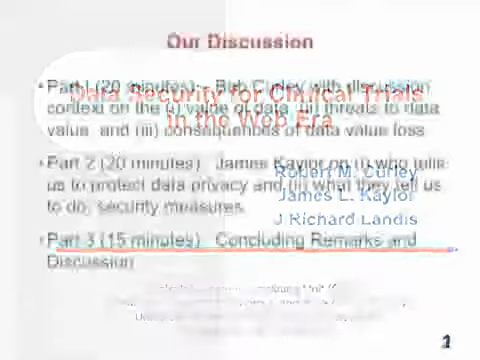 Our Discussion
• Part 1 (20 minutes): Bob Curley with discussion
context on the (i) value of data, (ii) threats to data
value, and (iii) consequences of data value loss.
Data Security for Clinical Trials
in the Web Era
• Part 2 (20 minutes): James Kaylor on (i) who tells
us to protect data privacy and (ii) what they tell us
to do; security measures
Robert M. Curley
James L. Kaylor
J Richard Landis
• Part 3 (15 minutes): Concluding Remarks and
Discussion